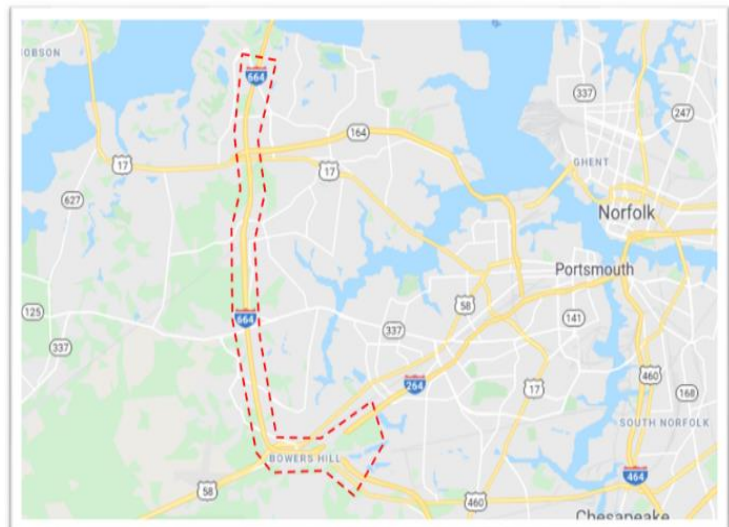 664
337
247
OBSON
164
17
GHENT
17
627
Norfolk
Portsmouth
58
125
664
337
141
337
264
17
460
168
SOUTH NORFOLK
BOWERS HILL
58
460
464
Chesapeake